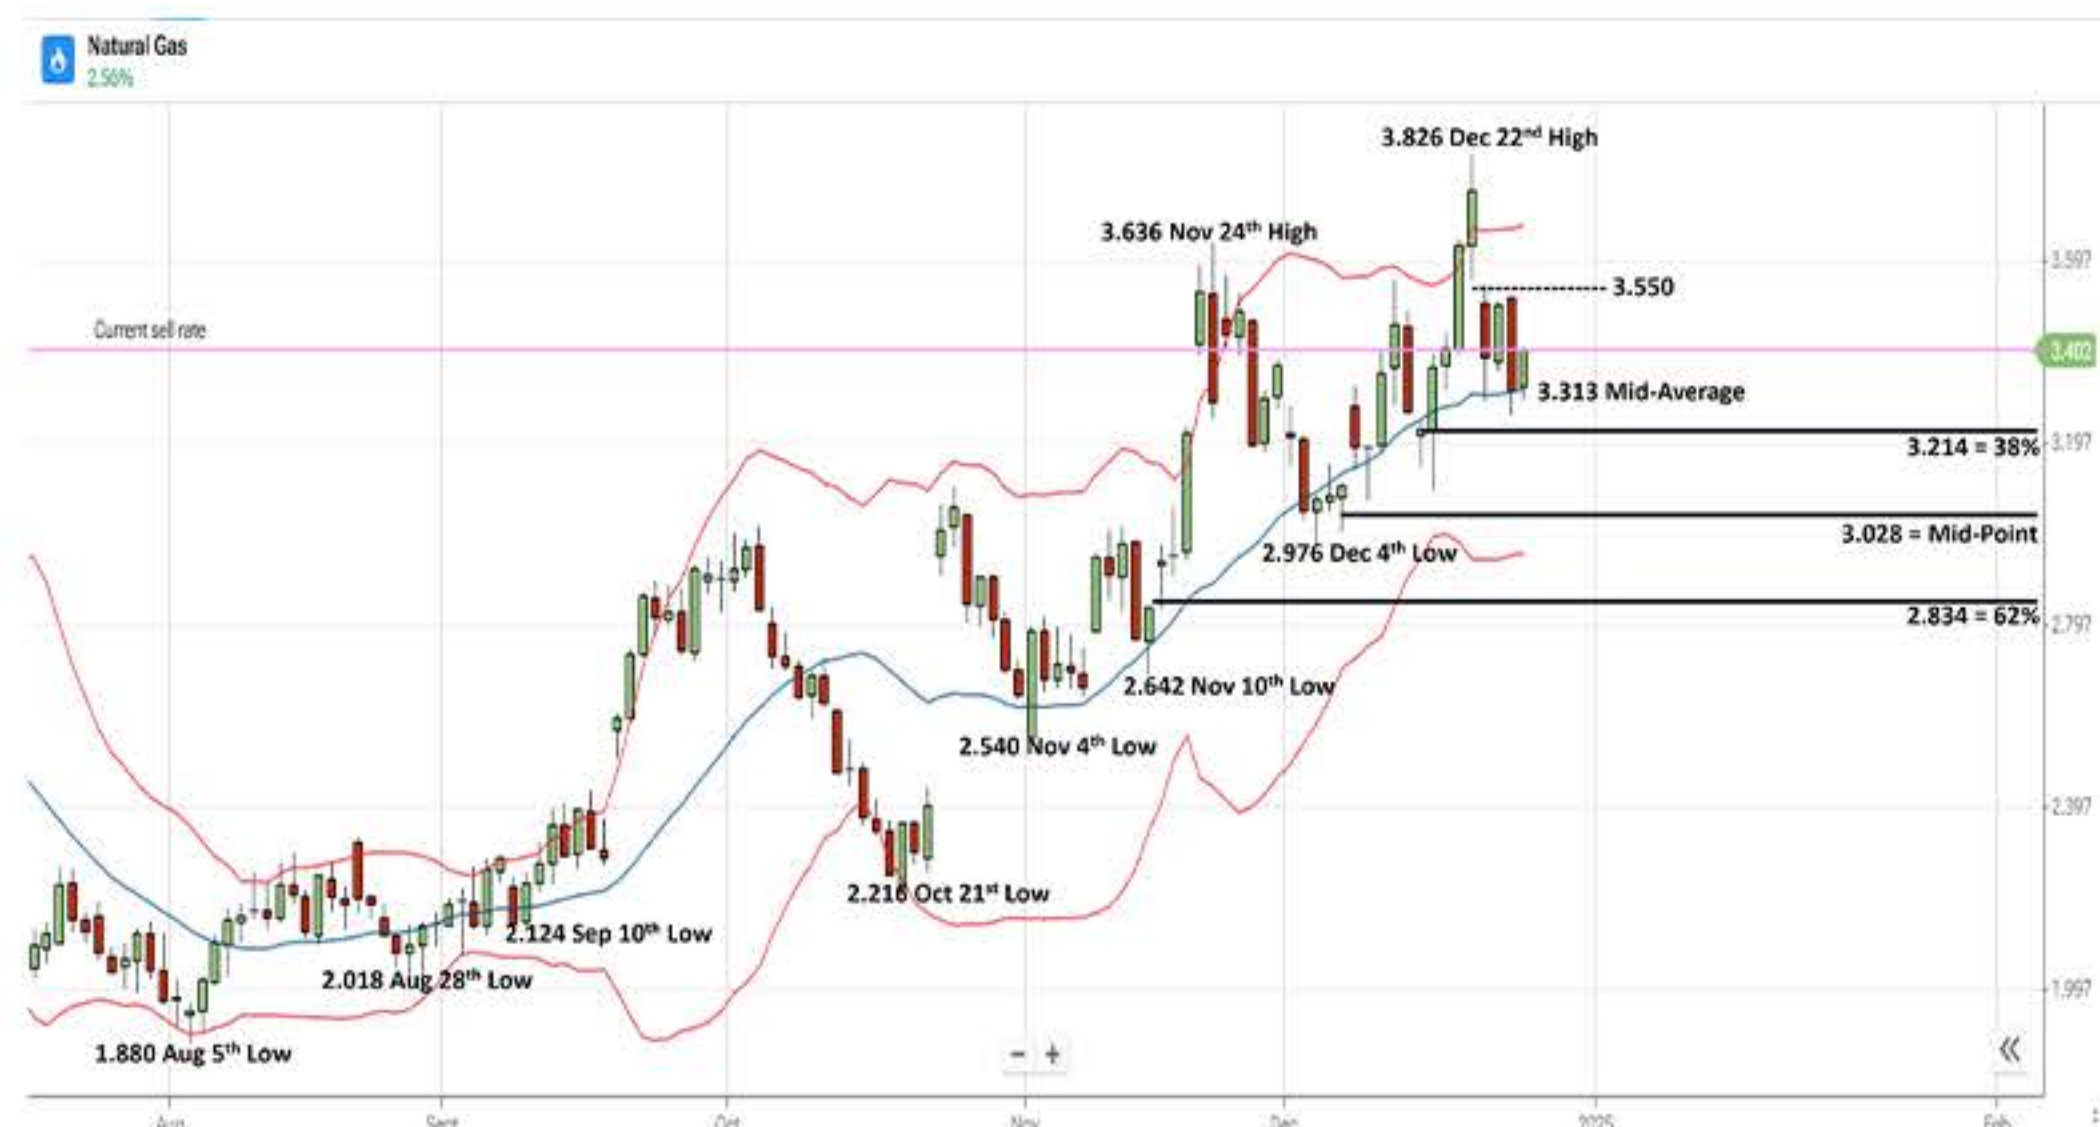 Natural Gas
2.56%
3.826 Dec 22nd High
3.636 Nov 24th High
3.597
3.550
Current sell rate
3.402
3.313 Mid-Average
3.197
3.214 = 38%
3.028 = Mid-Point
2.976 Dec 4th Low
2.834 = 62%
2.797
2.642 Nov 10th Low
2.540 Nov 4th Low
2.397
2.216 Oct 21st Low
2.124 Sep 10th Low
2.018 Aug 28th Low
1.997
1.880 Aug 5th Low
− +
«
Aug Sept Oct Nov Dec 2025 Feb